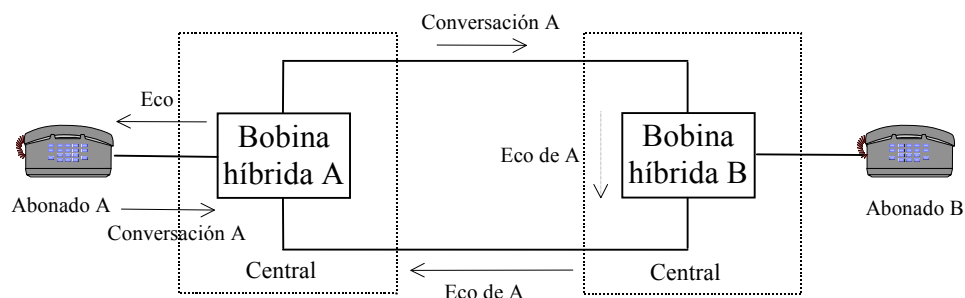 Conversación A
Eco
Bobina
híbrida A
Eco de A
Bobina
híbrida B
Abonado A
Abonado B
Conversación A
Central
Central
Eco de A